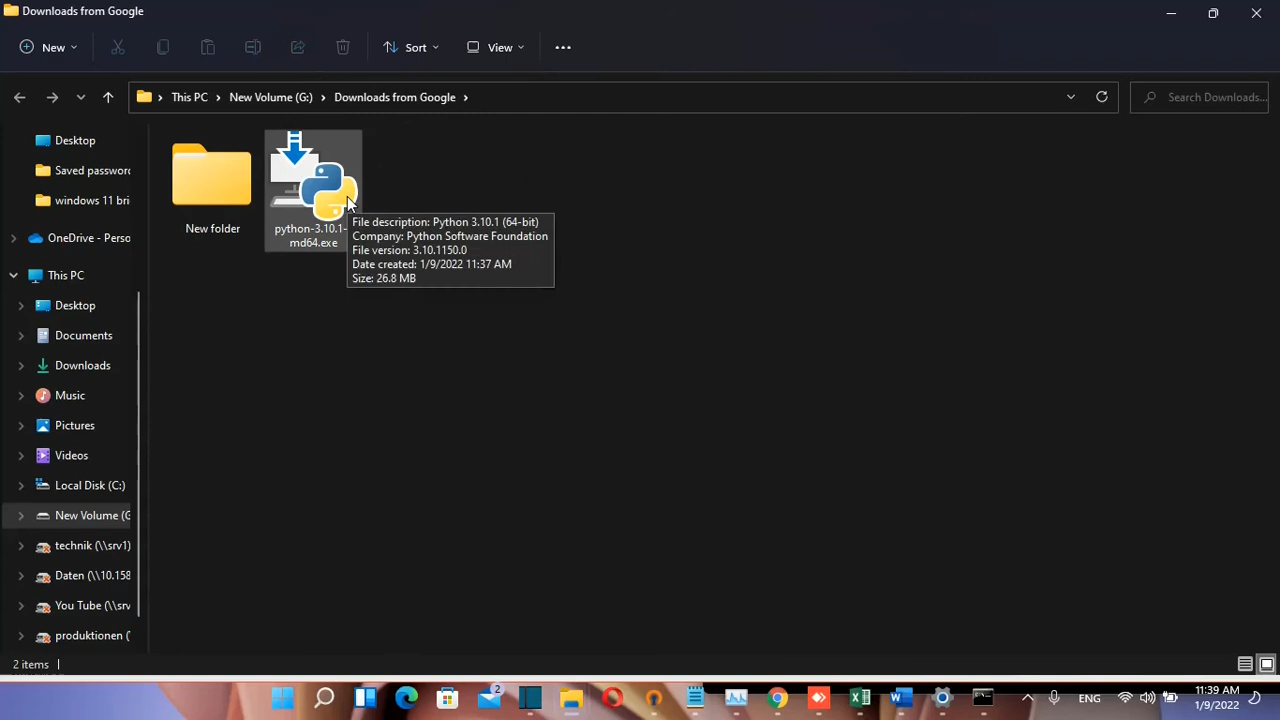 Downloads from Google
New
Sort
View
This PC
New Volume (G:)
Downloads from Google
Search Downloads...
Desktop
Saved password
windows 11 bri
OneDrive - Perso
This PC
Desktop
Documents
Downloads
Music
Pictures
Videos
Local Disk (C:)
New Volume (G
technik (\\srv1)
Daten (\\10.158
You Tube (\\srv
produktionen (\
New folder
python-3.10.1-
md64.exe
File description: Python 3.10.1 (64-bit)
Company: Python Software Foundation
File version: 3.10.1150.0
Date created: 1/9/2022 11:37 AM
Size: 26.8 MB
2 items
2
ENG
11:39 AM
1/9/2022